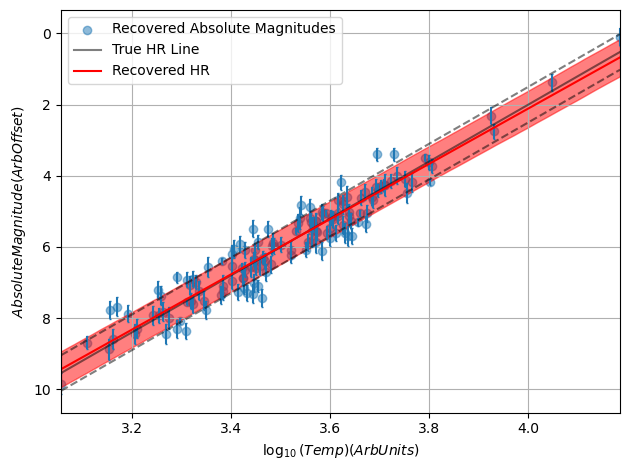 Recovered Absolute Magnitudes
True HR Line
Recovered HR
0
2
4
6
8
10
AbsoluteMagnitude(ArbOffset)
3.2 3.4 3.6 3.8 4.0
log₁₀(Temp)(ArbUnits)